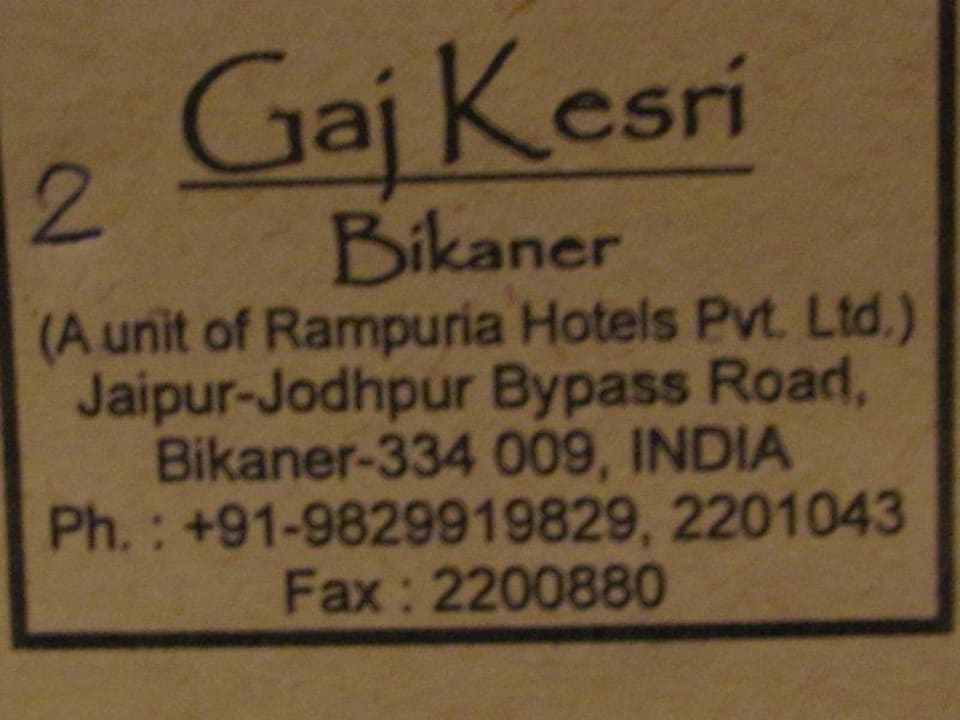 Gaj Kesri
2
Bikaner
(A unit of Rampuria Hotels Pvt. Ltd.)
Jaipur-Jodhpur Bypass Road,
Bikaner-334 009, INDIA
Ph. : +91-9829919829, 2201043
Fax : 2200880